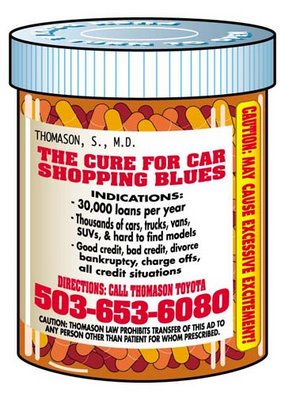 THOMASON, S., M.D.
THE CURE FOR CAR
SHOPPING BLUES
INDICATIONS:
- 30,000 loans per year
- Thousands of cars, trucks, vans,
SUVs, & hard to find models
- Good credit, bad credit, divorce
bankruptcy, charge offs,
all credit situations
DIRECTIONS: CALL THOMASON TOYOTA
503-653-6080
CAUTION: THOMASON LAW PROHIBITS TRANSFER OF THIS AD TO
ANY PERSON OTHER THAN PATIENT FOR WHOM PRESCRIBED.
CAUTION: MAY CAUSE EXCESSIVE EXCITEMENT!